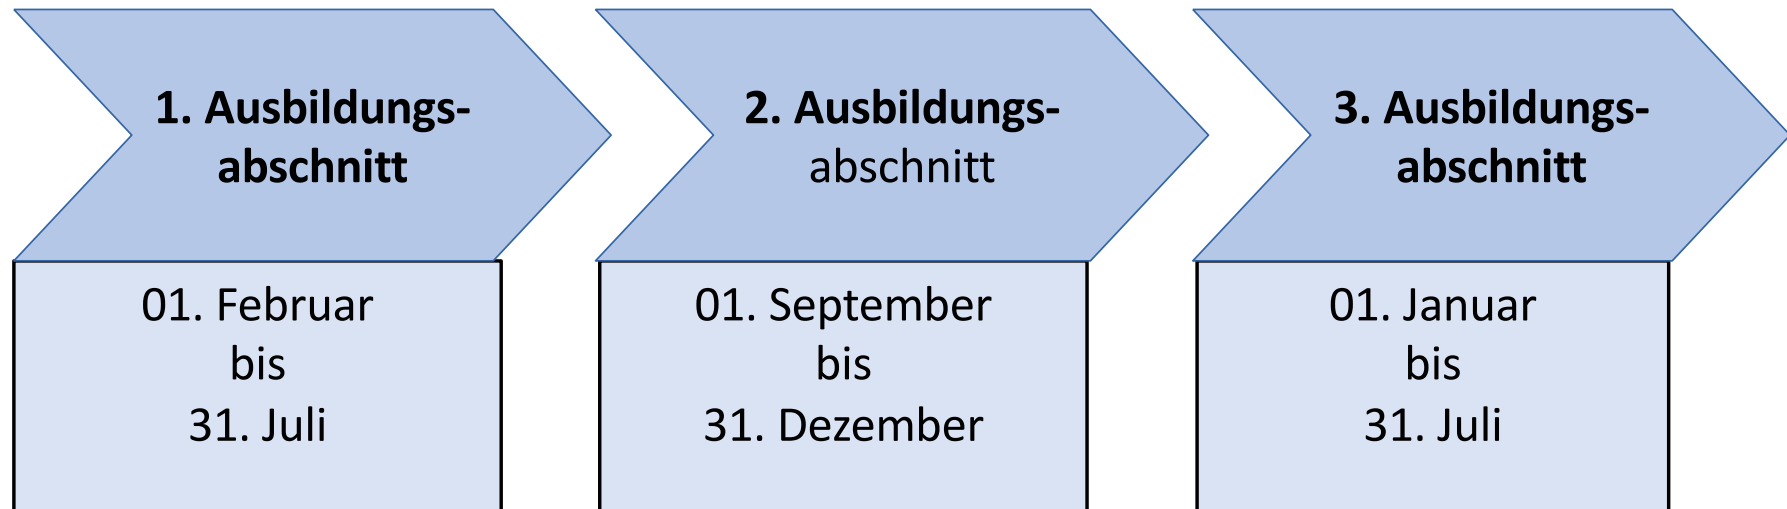 1. Ausbildungs-
abschnitt
01. Februar
bis
31. Juli
2. Ausbildungs-
abschnitt
01. September
bis
31. Dezember
3. Ausbildungs-
abschnitt
01. Januar
bis
31. Juli